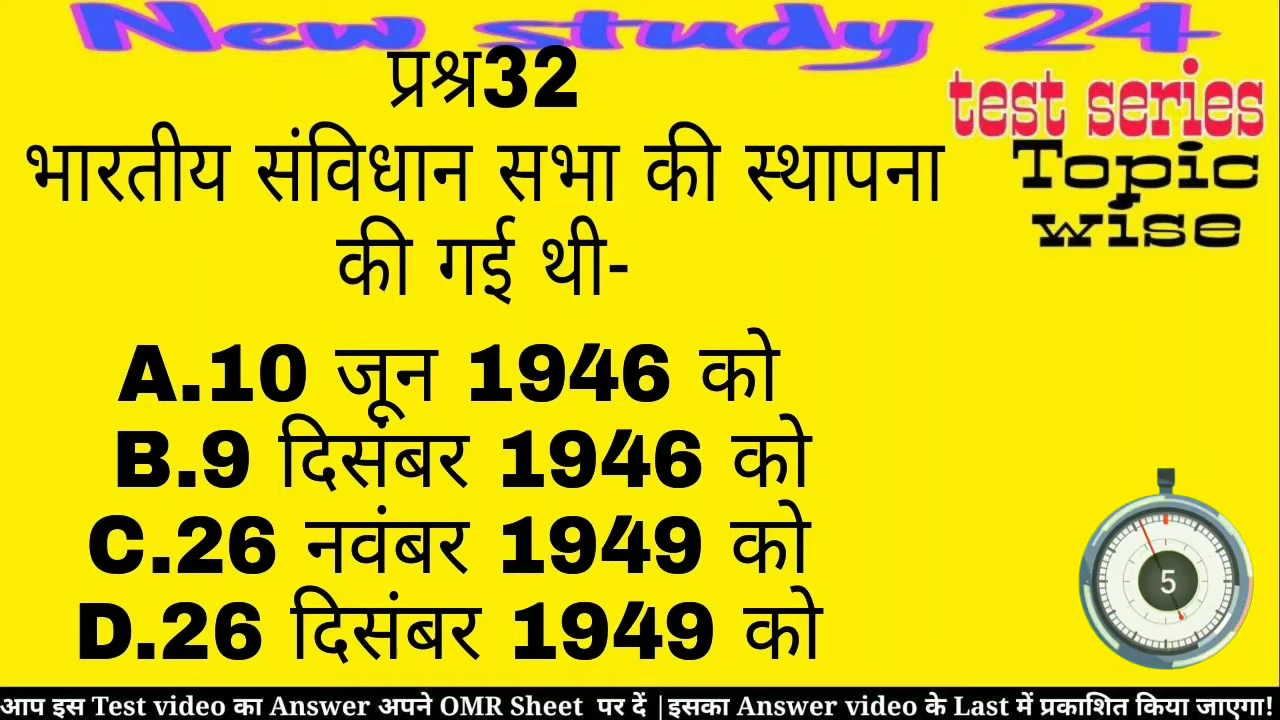 New study 24
प्रश्र32
test series
Topic
wise
भारतीय संविधान सभा की स्थापना
की गई थी-
A.10 जून 1946 को
B.9 दिसंबर 1946 को
C.26 नवंबर 1949 को
D.26 दिसंबर 1949 को
5
आप इस Test video का Answer अपने OMR Sheet पर दें |इसका Answer video के Last में प्रकाशित किया जाएगा!